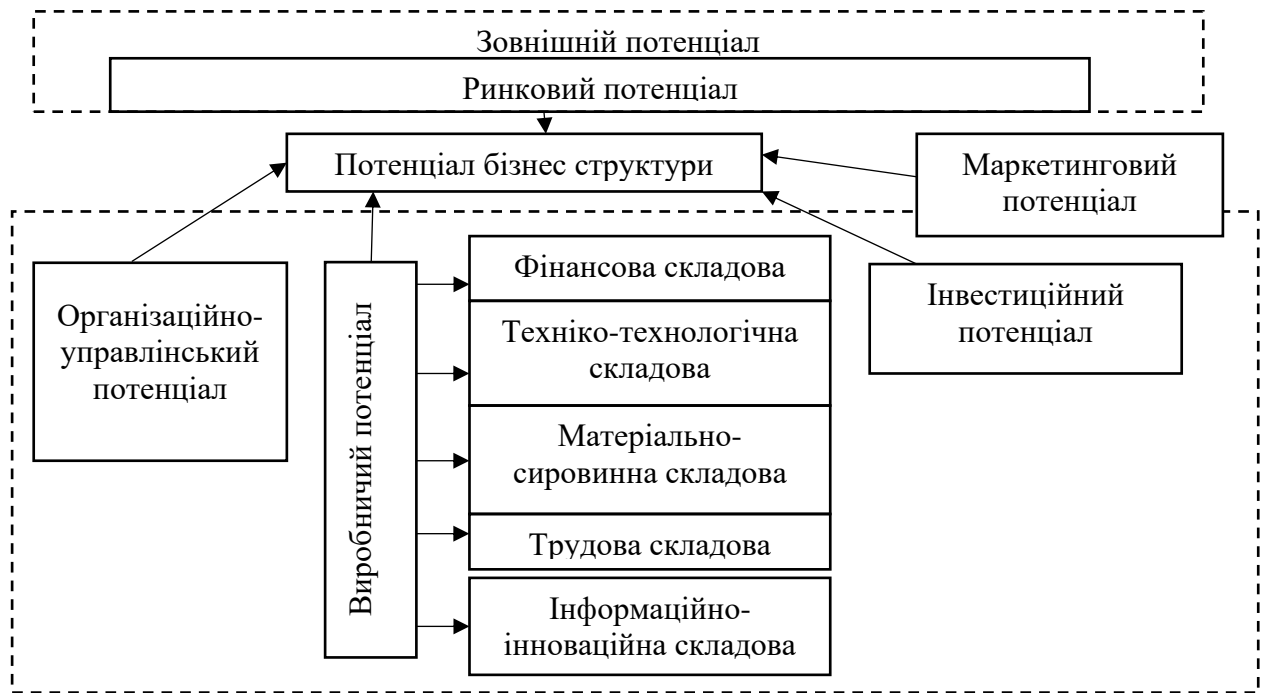 Зовнішній потенціал
Ринковий потенціал
Потенціал бізнес структури
Маркетинговий
потенціал
Організаційно-
управлінський
потенціал
Виробничий потенціал
Фінансова складова
Техніко-технологічна
складова
Матеріально-
сировинна складова
Трудова складова
Інформаційно-
інноваційна складова
Інвестиційний
потенціал